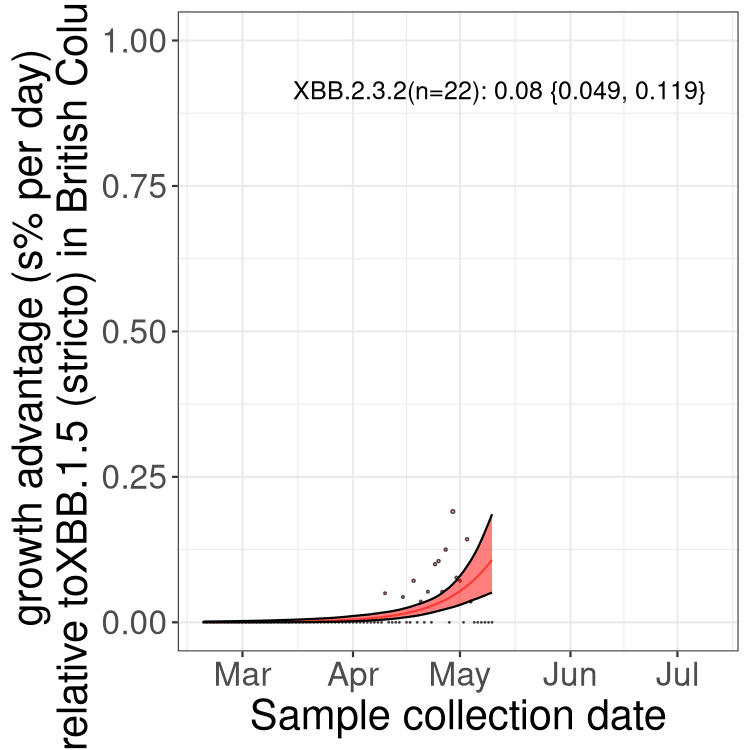 growth advantage (s% per day)
relative toXBB.1.5 (stricto) in British Colu
1.00
0.75
0.50
0.25
0.00
XBB.2.3.2(n=22): 0.08 {0.049, 0.119}
Mar Apr May Jun Jul
Sample collection date